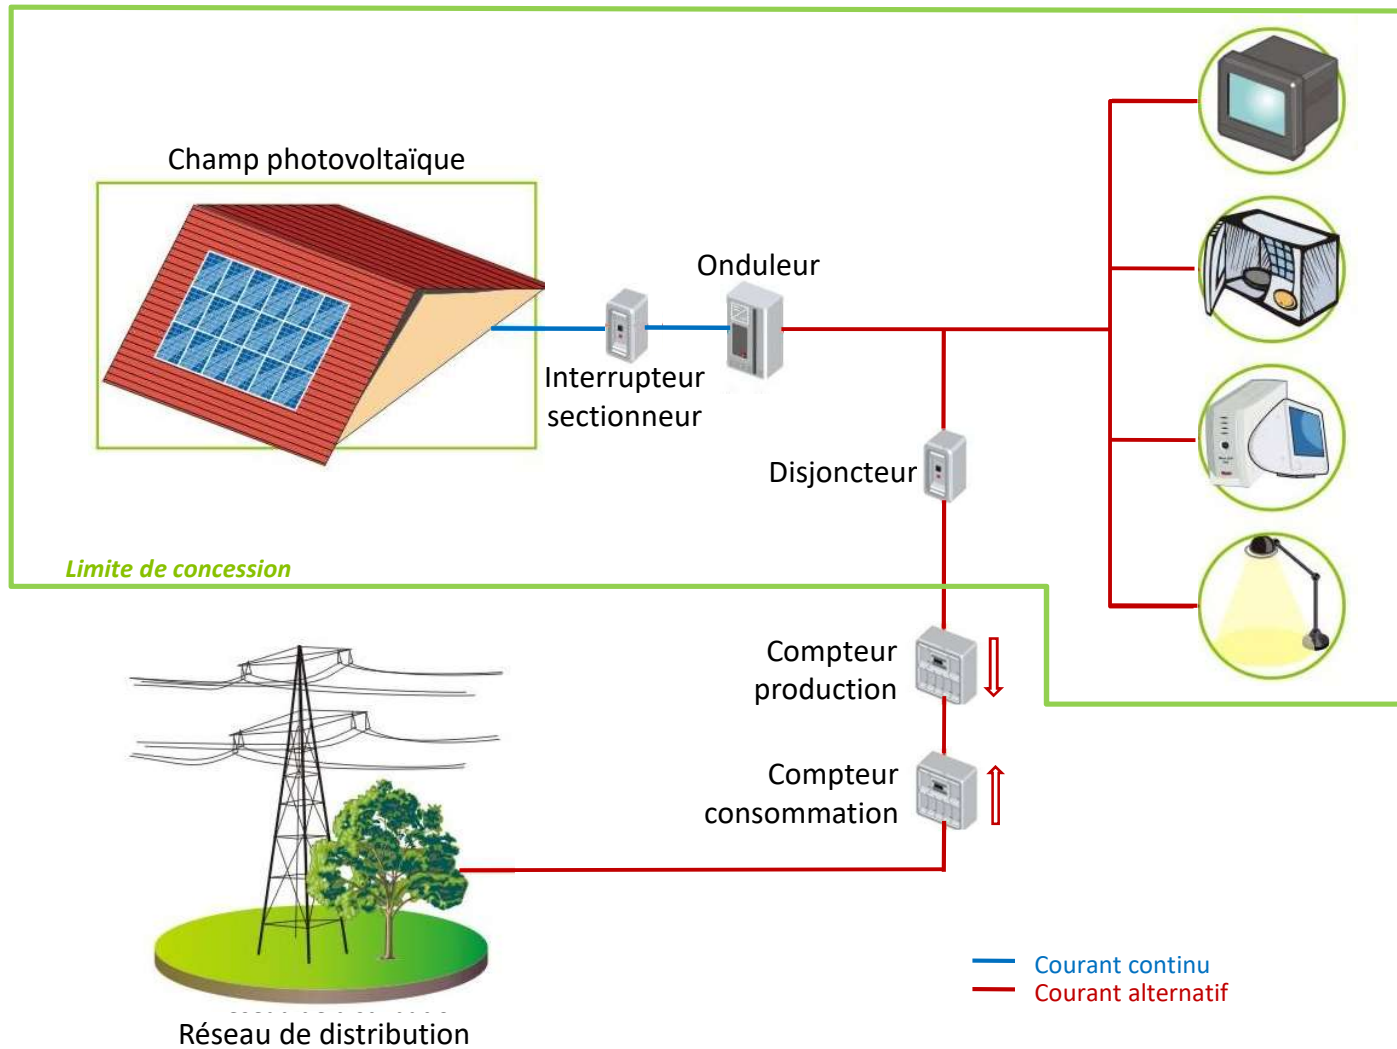 Champ photovoltaïque
Onduleur
Interrupteur
sectionneur
Disjoncteur
Limite de concession
Compteur
production
Compteur
consommation
Courant continu
Courant alternatif
Réseau de distribution